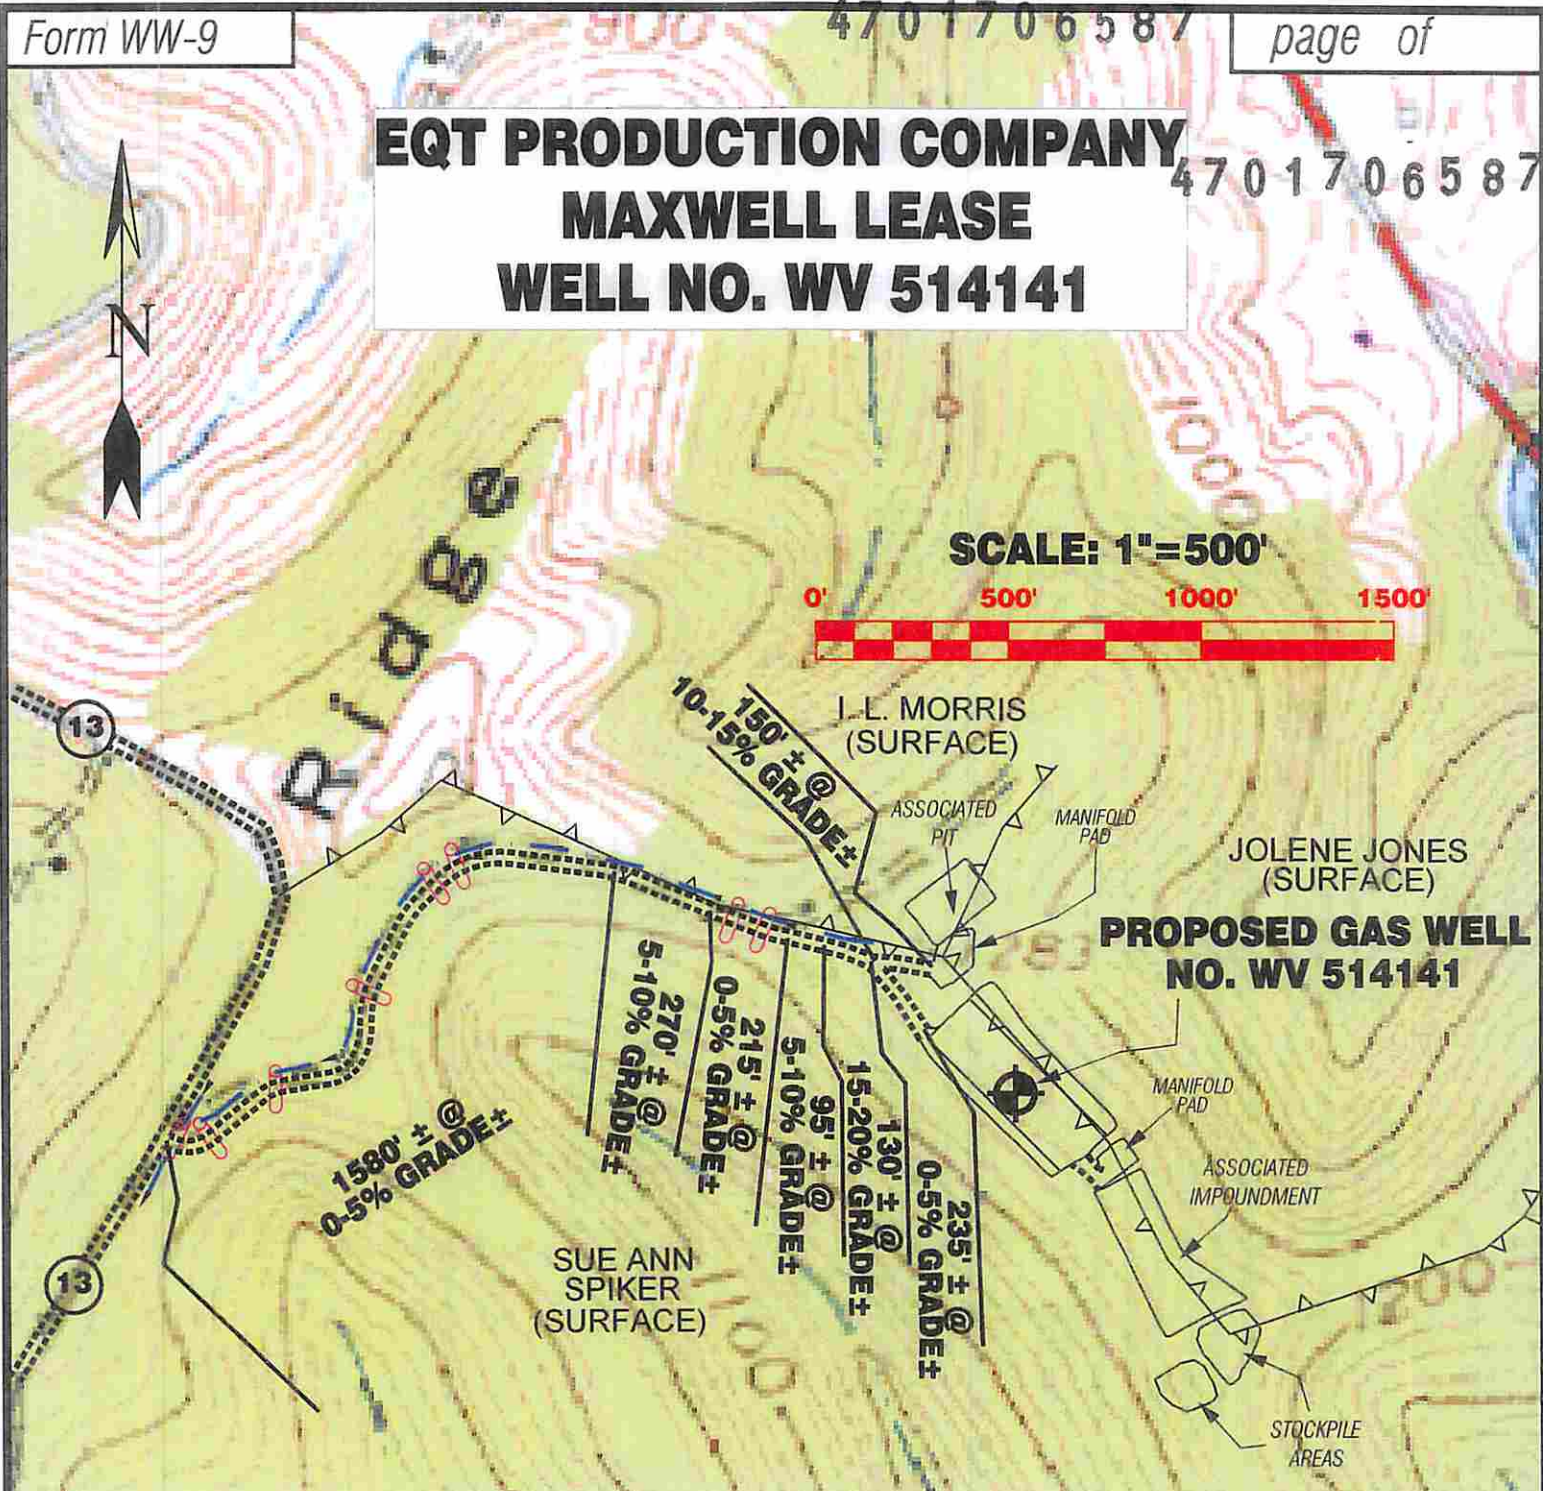 Form WW-9
4701706587
page of
EQT PRODUCTION COMPANY
4701706587
MAXWELL LEASE
WELL NO. WV 514141
N
1000
Ridge
SCALE: 1"=500'
0' 500' 1000' 1500'
13
150' ± @
10-15% GRADE±
I. L. MORRIS
(SURFACE)
ASSOCIATED
PIT
MANIFOLD
PAD
JOLENE JONES
(SURFACE)
PROPOSED GAS WELL
NO. WV 514141
270' ± @
5-10% GRADE±
215' ± @
0-5% GRADE±
95' ± @
5-10% GRADE±
130' ± @
15-20% GRADE±
235' ± @
0-5% GRADE±
1580' ± @
0-5% GRADE±
MANIFOLD
PAD
ASSOCIATED
IMPOUNDMENT
13
SUE ANN
SPIKER
(SURFACE)
1100
1200
STOCKPILE
AREAS